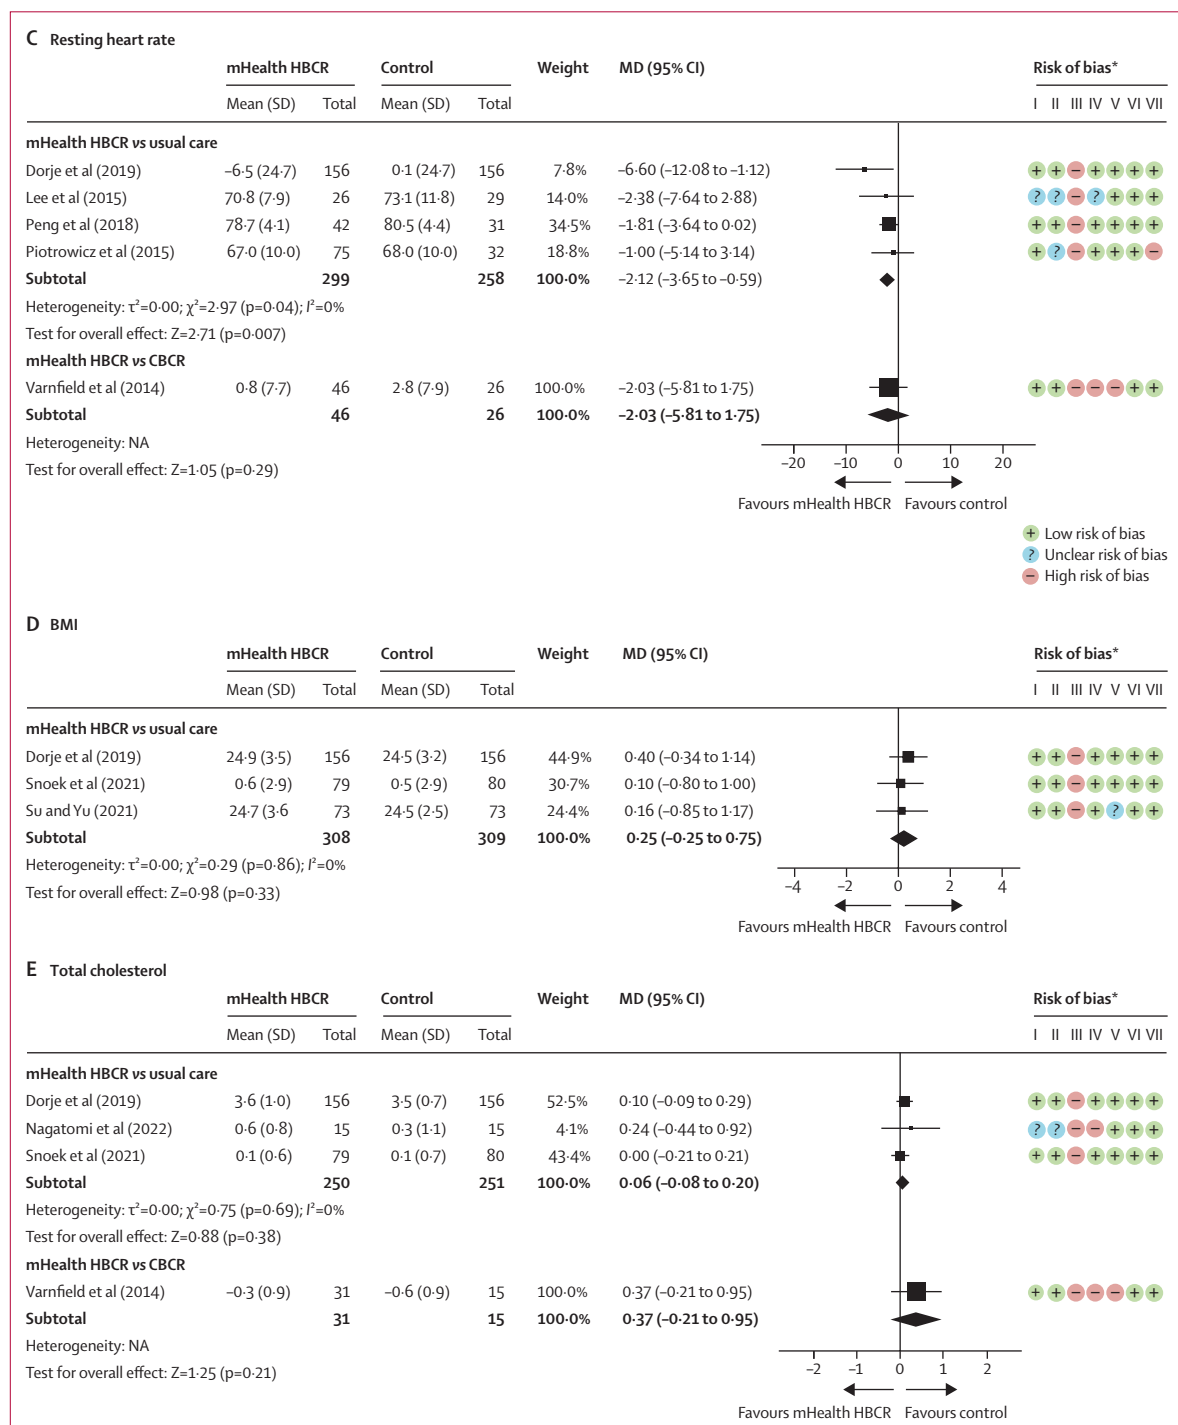 C Resting heart rate
mHealth HBCR Control Weight MD (95% CI) Risk of bias*
Mean (SD) Total Mean (SD) Total I II III IV V VI VII
mHealth HBCR vs usual care
Dorje et al (2019) –6·5 (24·7) 156 0·1 (24·7) 156 7·8% –6·60 (–12·08 to –1·12) + + – + + + +
Lee et al (2015) 70·8 (7·9) 26 73·1 (11·8) 29 14·0% –2·38 (–7·64 to 2·88) ? ? – ? + + +
Peng et al (2018) 78·7 (4·1) 42 80·5 (4·4) 31 34·5% –1·81 (–3·64 to 0·02) + + – + + + +
Piotrowicz et al (2015) 67·0 (10·0) 75 68·0 (10·0) 32 18·8% –1·00 (–5·14 to 3·14) + ? – + + + –
Subtotal 299 258 100·0% –2·12 (–3·65 to –0·59)
Heterogeneity: τ²=0·00; χ²=2·97 (p=0·04); I²=0%
Test for overall effect: Z=2·71 (p=0·007)
mHealth HBCR vs CBCR
Varnfield et al (2014) 0·8 (7·7) 46 2·8 (7·9) 26 100·0% –2·03 (–5·81 to 1·75) + + – – – + +
Subtotal 46 26 100·0% –2·03 (–5·81 to 1·75)
Heterogeneity: NA
Test for overall effect: Z=1·05 (p=0·29)
–20 –10 0 10 20
Favours mHealth HBCR Favours control
+ Low risk of bias
? Unclear risk of bias
– High risk of bias
D BMI
mHealth HBCR Control Weight MD (95% CI) Risk of bias*
Mean (SD) Total Mean (SD) Total I II III IV V VI VII
mHealth HBCR vs usual care
Dorje et al (2019) 24·9 (3·5) 156 24·5 (3·2) 156 44·9% 0·40 (–0·34 to 1·14) + + – + + + +
Snoek et al (2021) 0·6 (2·9) 79 0·5 (2·9) 80 30·7% 0·10 (–0·80 to 1·00) + + – + + + +
Su and Yu (2021) 24·7 (3·6 73 24·5 (2·5) 73 24·4% 0·16 (–0·85 to 1·17) + + – + ? + +
Subtotal 308 309 100·0% 0·25 (–0·25 to 0·75)
Heterogeneity: τ²=0·00; χ²=0·29 (p=0·86); I²=0%
Test for overall effect: Z=0·98 (p=0·33)
–4 –2 0 2 4
Favours mHealth HBCR Favours control
E Total cholesterol
mHealth HBCR Control Weight MD (95% CI) Risk of bias*
Mean (SD) Total Mean (SD) Total I II III IV V VI VII
mHealth HBCR vs usual care
Dorje et al (2019) 3·6 (1·0) 156 3·5 (0·7) 156 52·5% 0·10 (–0·09 to 0·29) + + – + + + +
Nagatomi et al (2022) 0·6 (0·8) 15 0·3 (1·1) 15 4·1% 0·24 (–0·44 to 0·92) ? ? – – + + +
Snoek et al (2021) 0·1 (0·6) 79 0·1 (0·7) 80 43·4% 0·00 (–0·21 to 0·21) + + – + + + +
Subtotal 250 251 100·0% 0·06 (–0·08 to 0·20)
Heterogeneity: τ²=0·00; χ²=0·75 (p=0·69); I²=0%
Test for overall effect: Z=0·88 (p=0·38)
mHealth HBCR vs CBCR
Varnfield et al (2014) –0·3 (0·9) 31 –0·6 (0·9) 15 100·0% 0·37 (–0·21 to 0·95) + + – – – + +
Subtotal 31 15 100·0% 0·37 (–0·21 to 0·95)
Heterogeneity: NA
Test for overall effect: Z=1·25 (p=0·21)
–2 –1 0 1 2
Favours mHealth HBCR Favours control